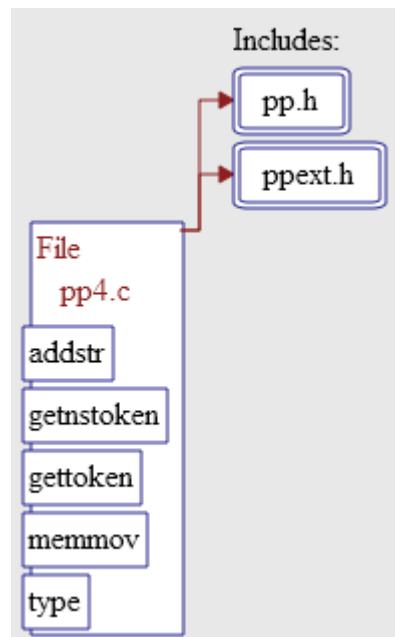 Includes:
pp.h
ppext.h
File
pp4.c
addstr
getnstoken
gettoken
memmov
type